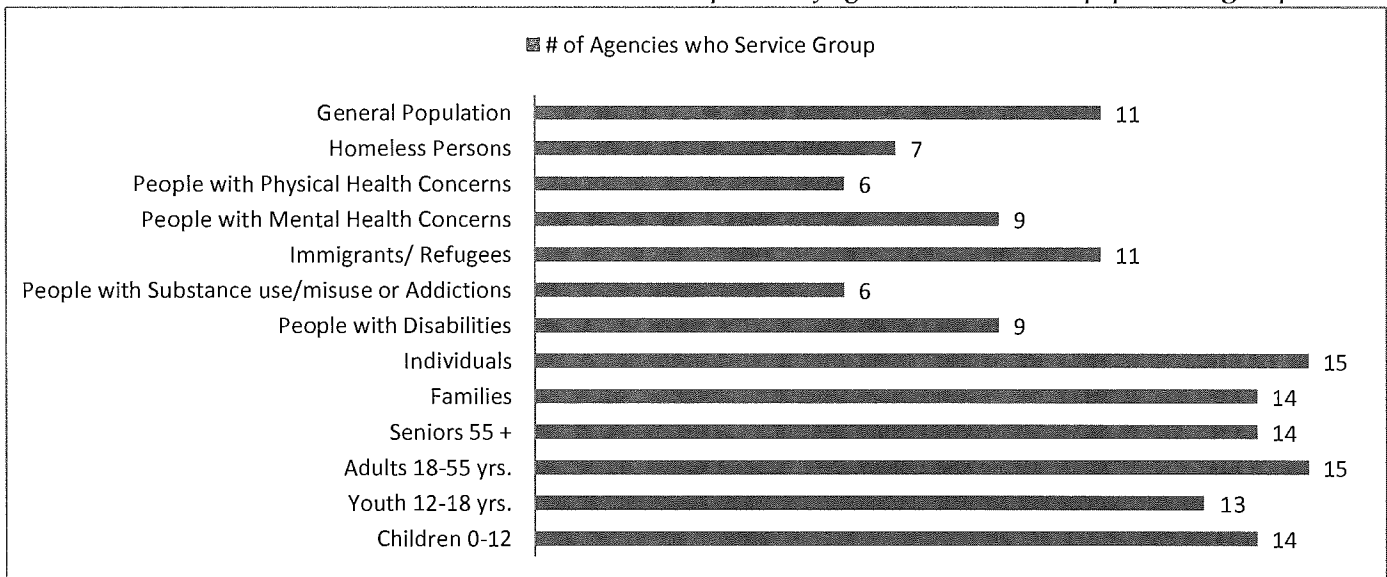 # of Agencies who Service Group
General Population 11
Homeless Persons 7
People with Physical Health Concerns 6
People with Mental Health Concerns 9
Immigrants/ Refugees 11
People with Substance use/misuse or Addictions 6
People with Disabilities 9
Individuals 15
Families 14
Seniors 55 + 14
Adults 18-55 yrs. 15
Youth 12-18 yrs. 13
Children 0-12 14